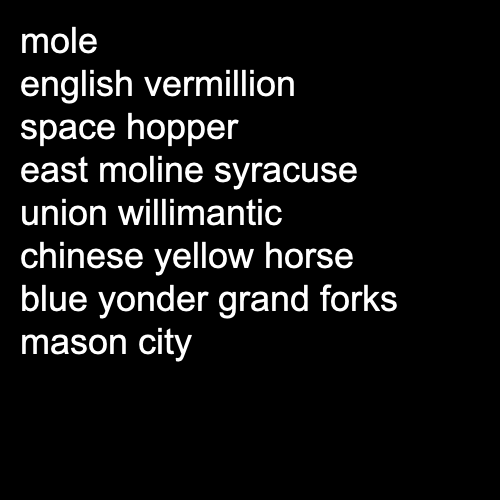 mole
english vermillion
space hopper
east moline syracuse
union willimantic
chinese yellow horse
blue yonder grand forks
mason city